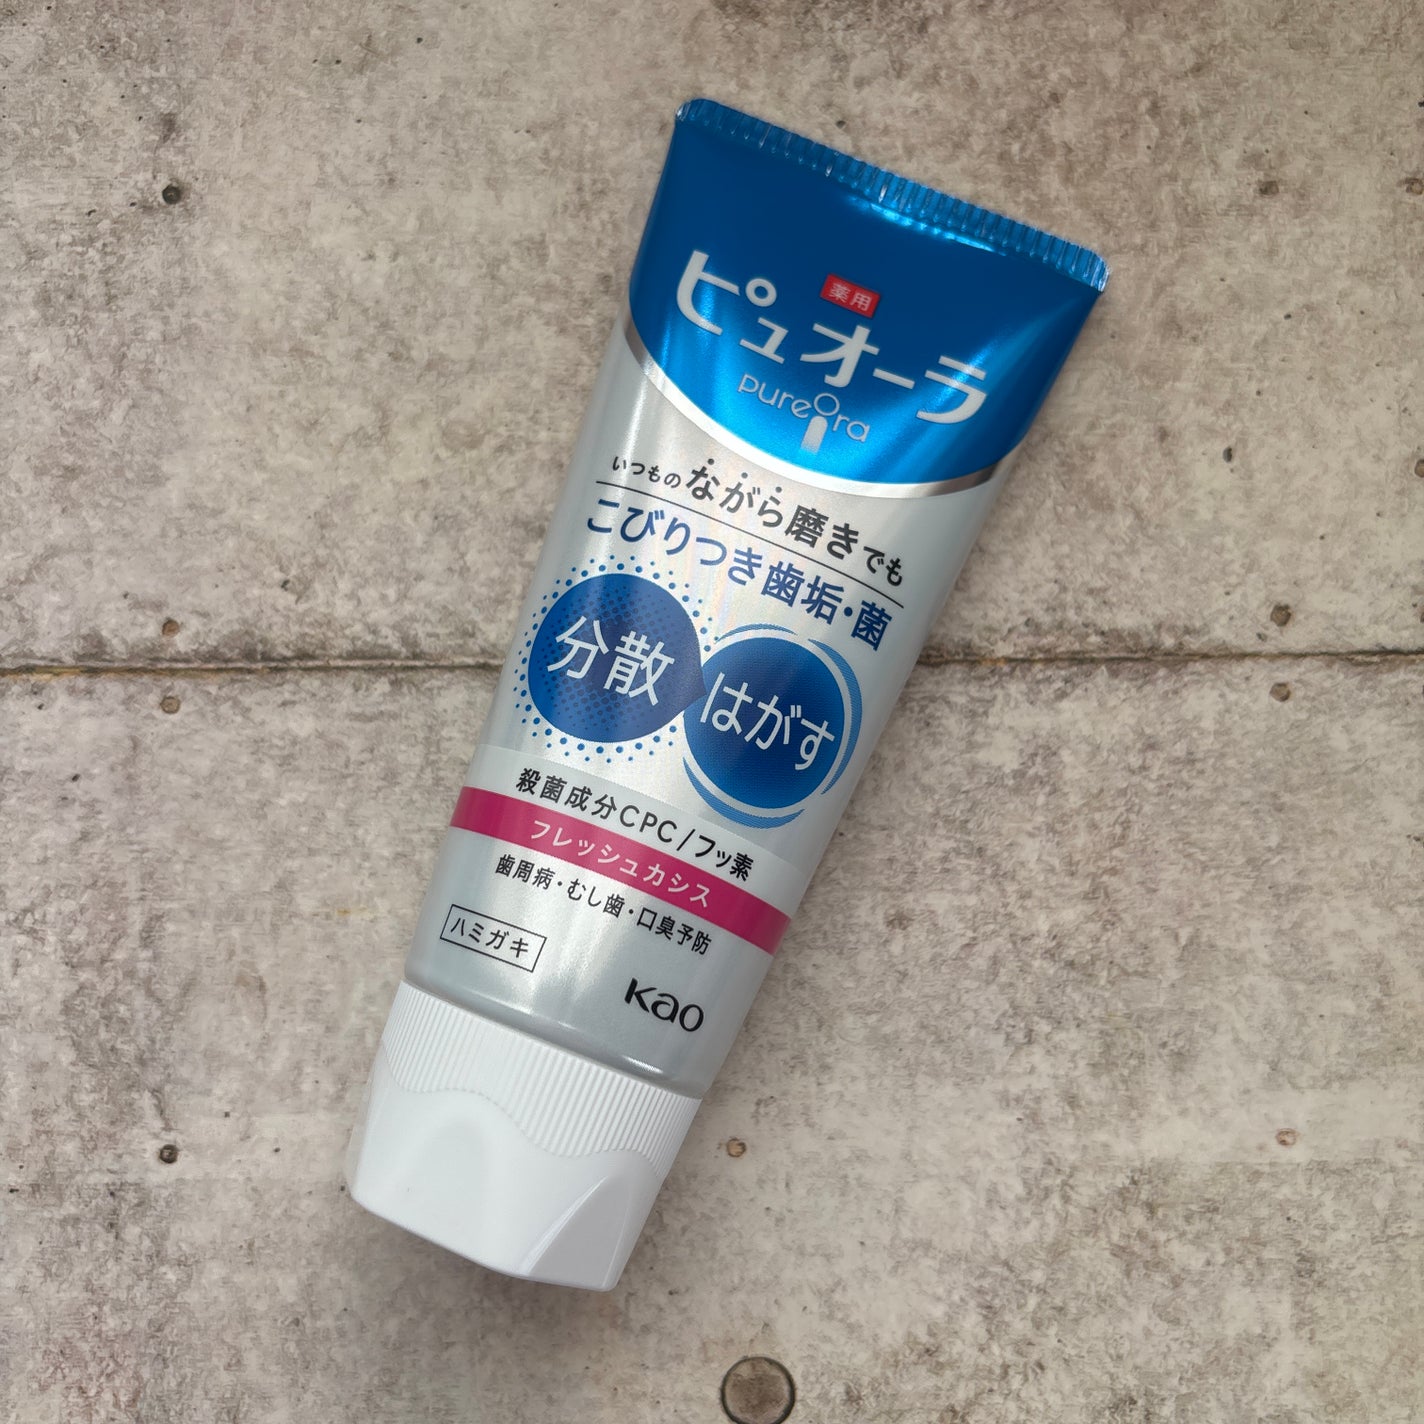 薬用
ピュオーラ
pureora
いつものながら磨きでも
こびりつき歯垢・菌
分散
はがす
殺菌成分CPC/フッ素
フレッシュカシス
歯周病・むし歯・口臭予防
ハミガキ
Kao